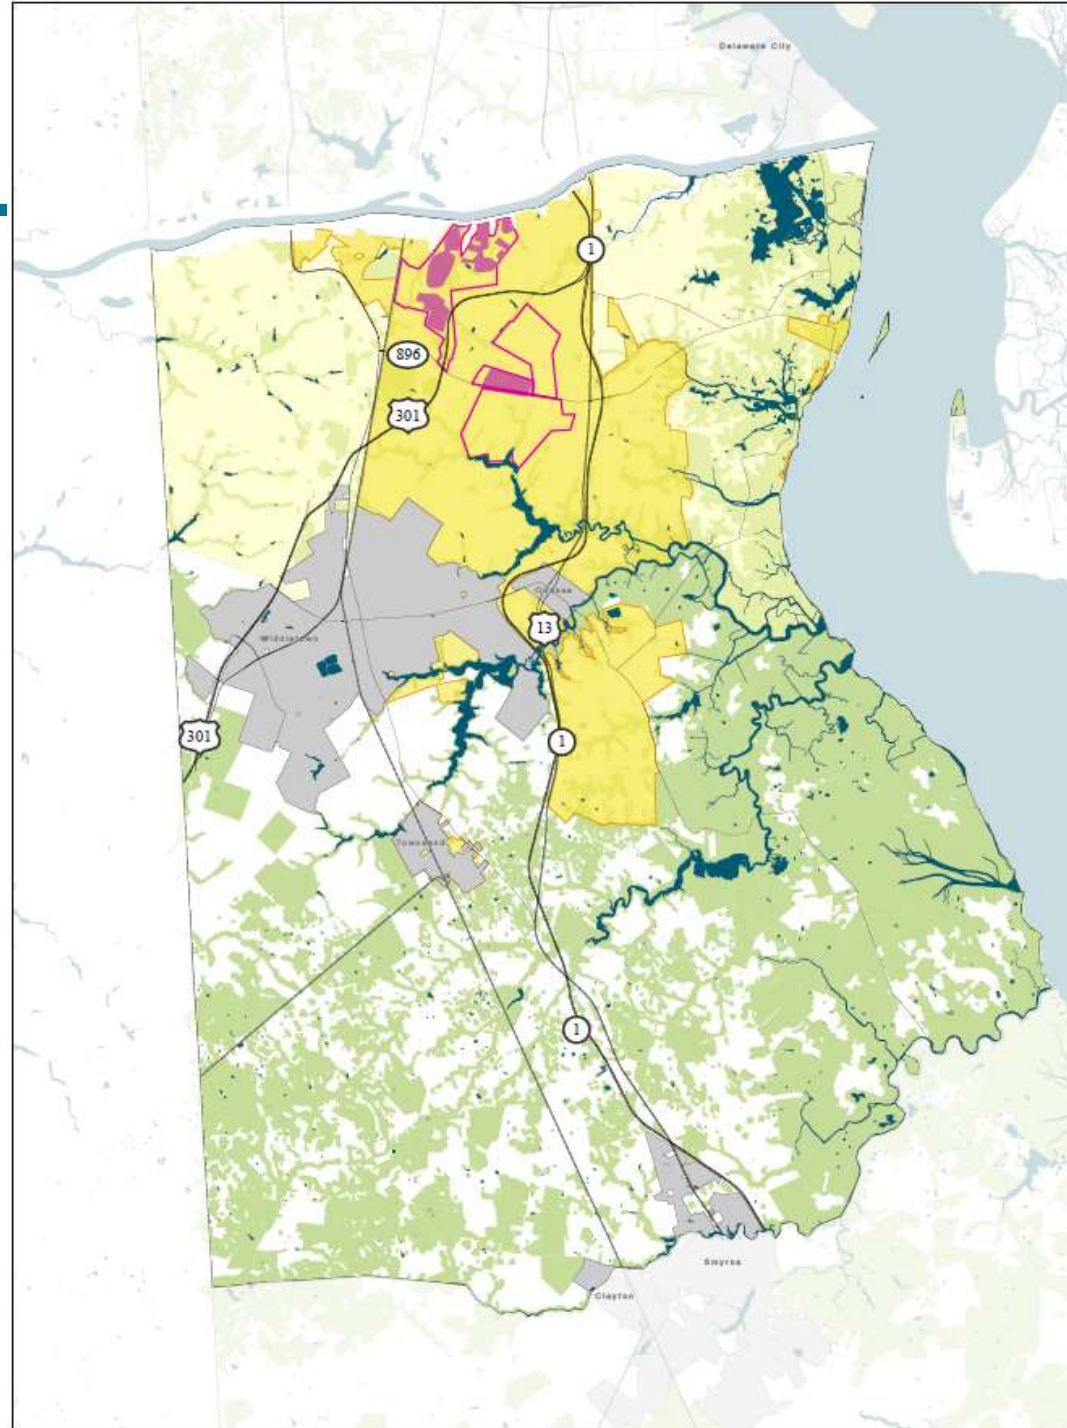 Delaware City
1
896
301
Odessa
13
Middletown
301
1
Townsend
1
Smyrna
Clayton